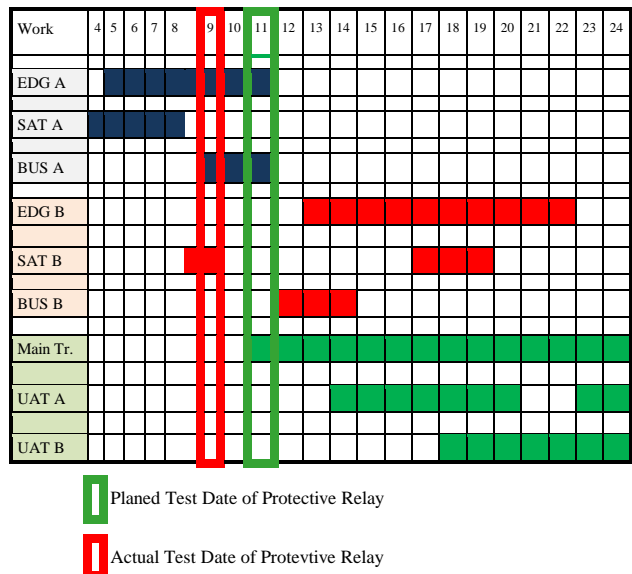 Work 4 5 6 7 8 9 10 11 12 13 14 15 16 17 18 19 20 21 22 23 24
EDG A
SAT A
BUS A
EDG B
SAT B
BUS B
Main Tr.
UAT A
UAT B
Planed Test Date of Protective Relay
Actual Test Date of Protevtive Relay